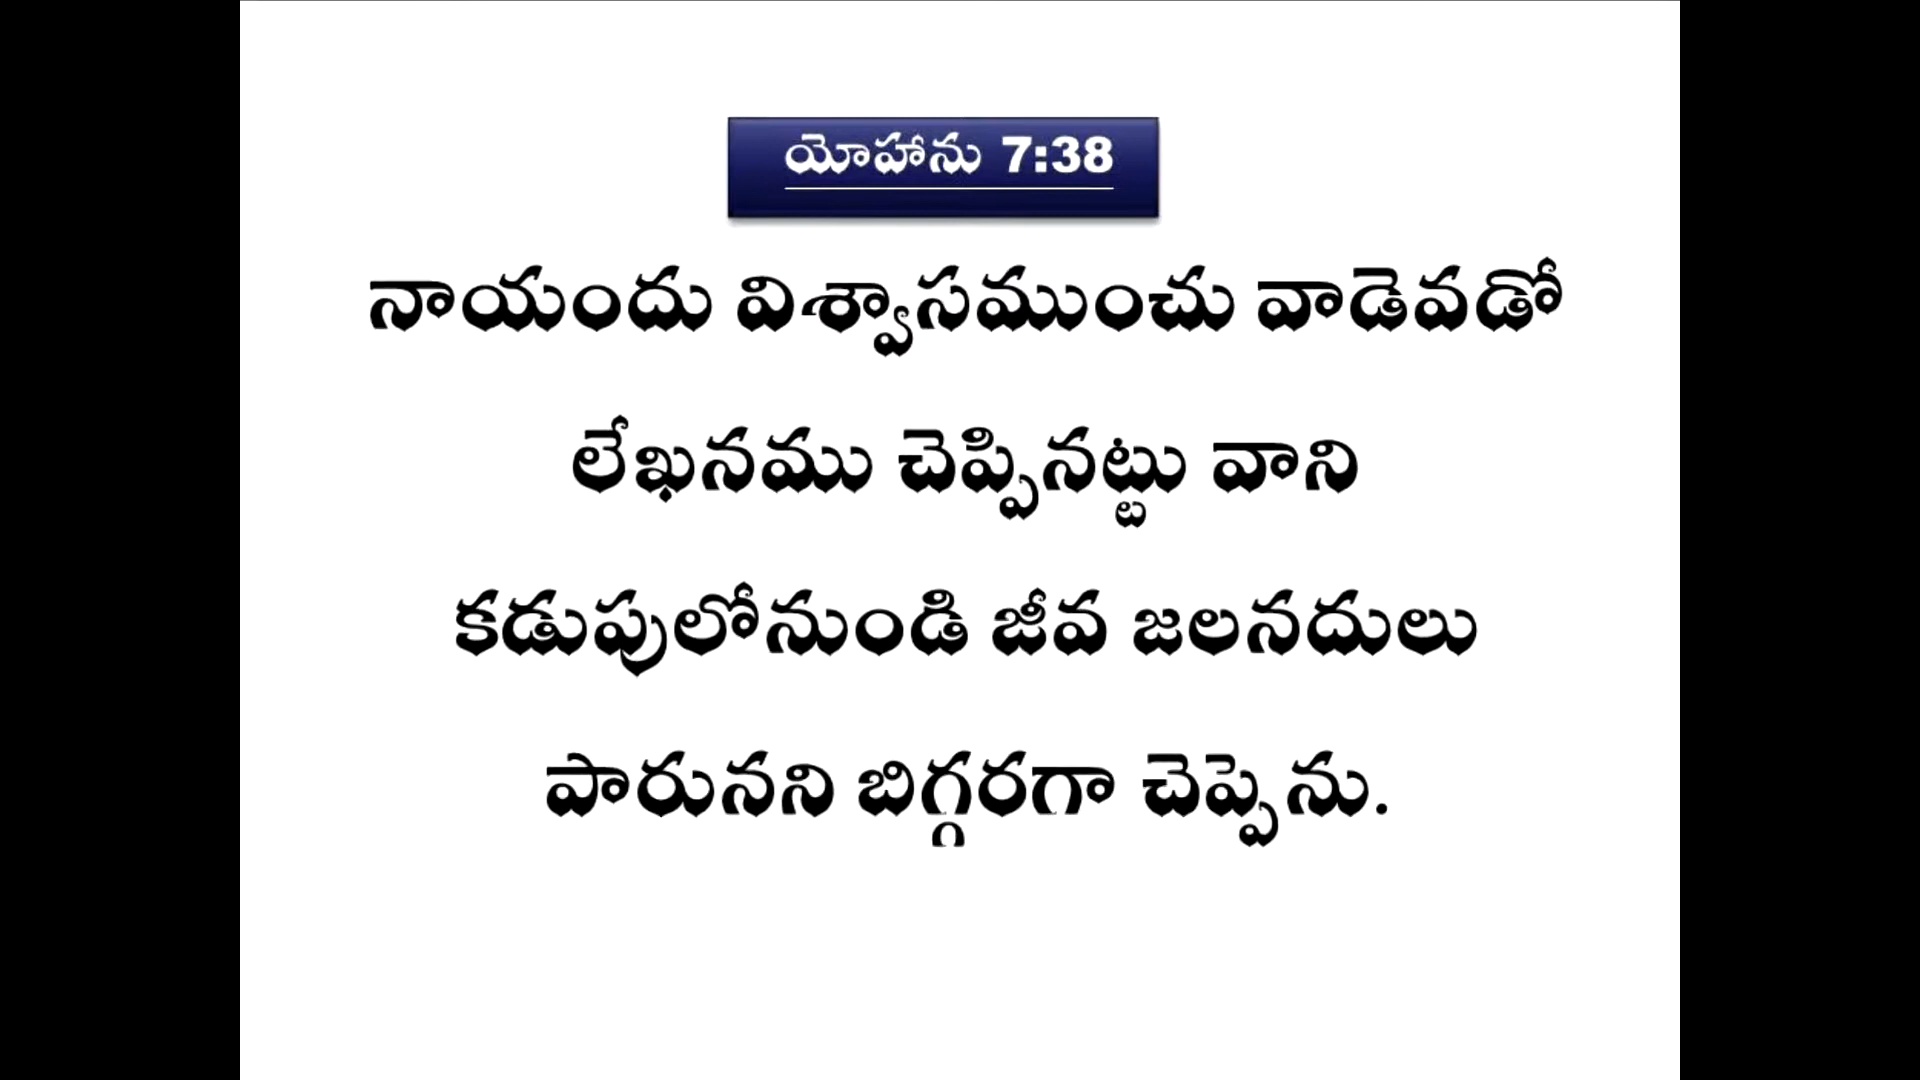 యోహాను 7:38
నాయందు విశ్వాసముంచు వాడెవడో
లేఖనము చెప్పినట్టు వాని
కడుపులోనుండి జీవ జలనదులు
పారునని బిగ్గరగా చెప్పెను.